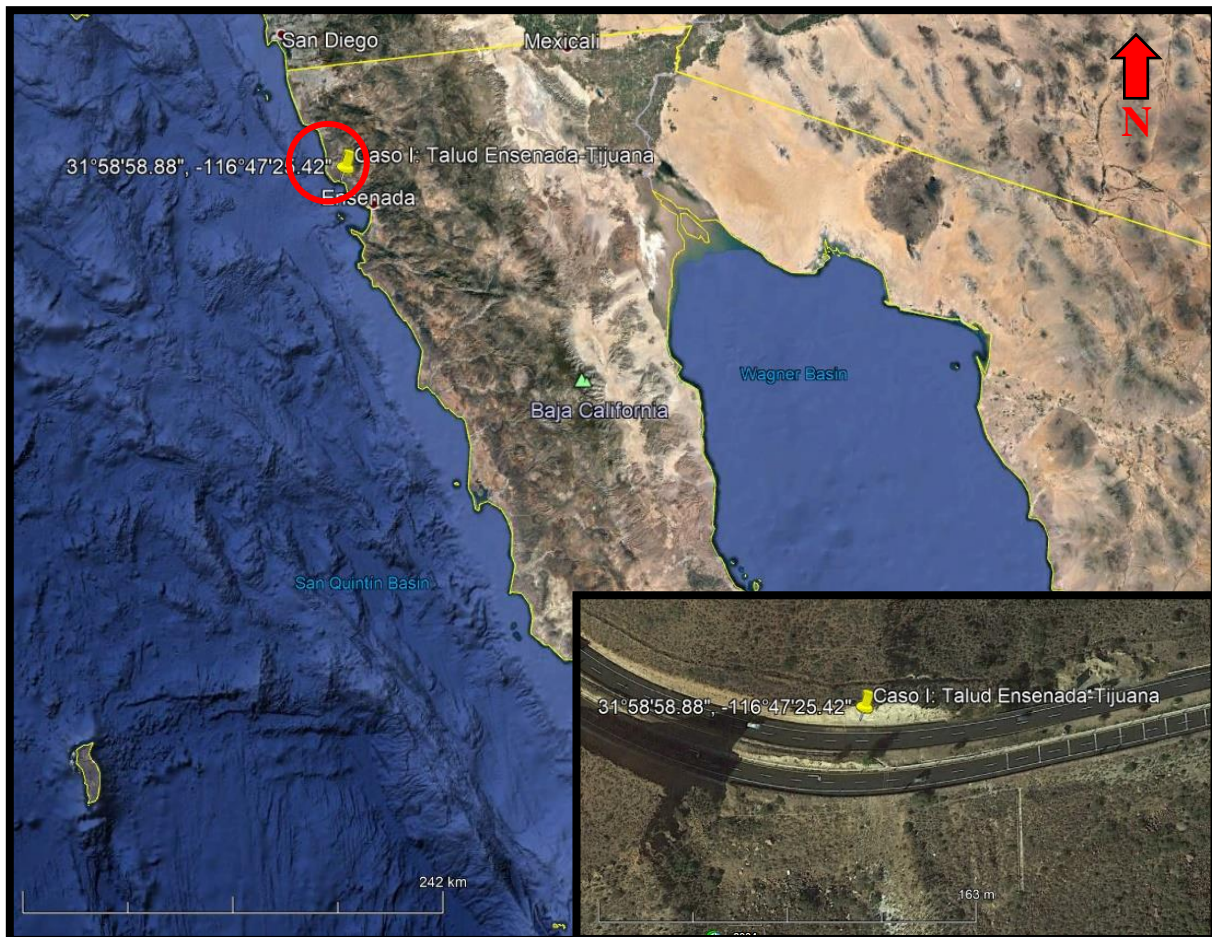 San Diego
Mexicali
N
31°58'58.88", -116°47'25.42"
Caso I: Talud Ensenada-Tijuana
Ensenada
Wagner Basin
Baja California
San Quintín Basin
242 km
31°58'58.88", -116°47'25.42"
Caso I: Talud Ensenada-Tijuana
163 m